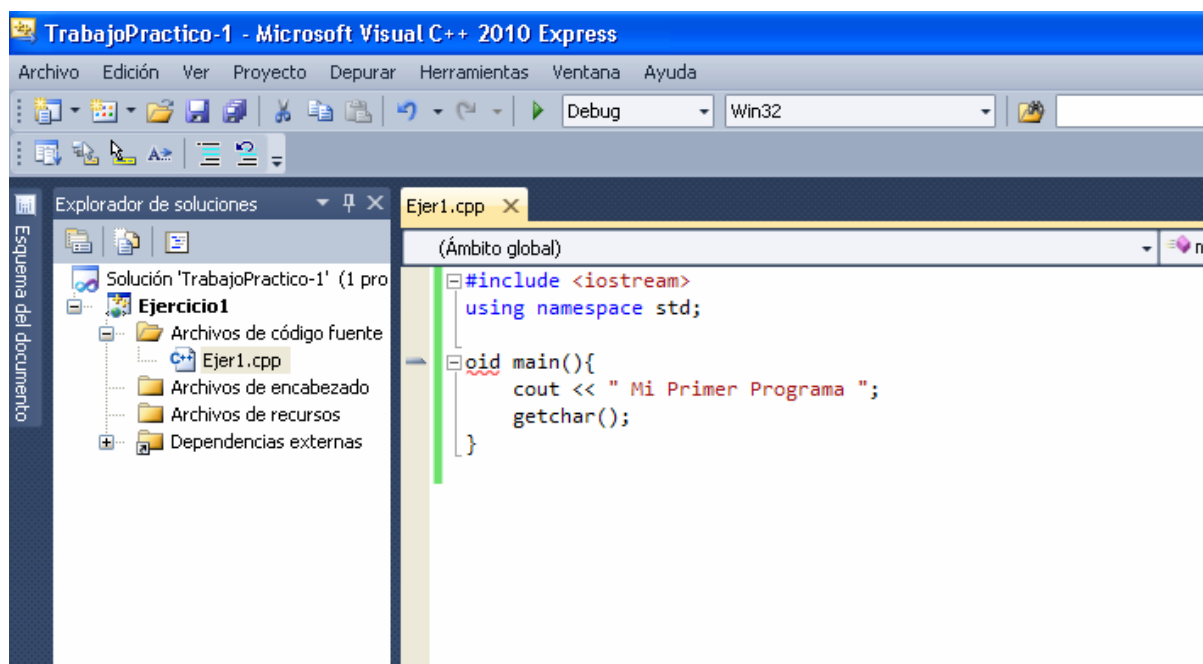 TrabajoPractico-1 - Microsoft Visual C++ 2010 Express
Archivo Edición Ver Proyecto Depurar Herramientas Ventana Ayuda
Debug Win32
Explorador de soluciones
Ejer1.cpp
Esquema del documento
(Ámbito global)
Solución 'TrabajoPractico-1' (1 pro
Ejercicio1
Archivos de código fuente
Ejer1.cpp
Archivos de encabezado
Archivos de recursos
Dependencias externas
#include <iostream>
using namespace std;
oid main(){
cout << " Mi Primer Programa ";
getchar();
}